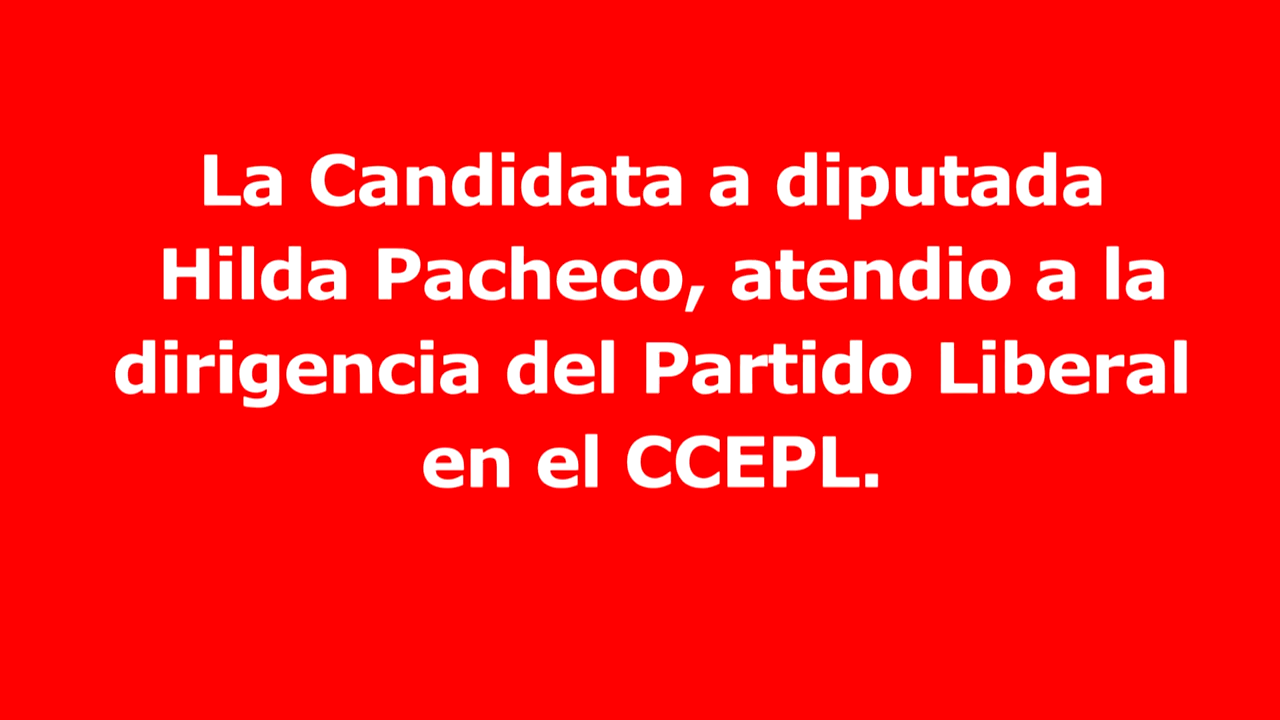 La Candidata a diputada
Hilda Pacheco, atendio a la
dirigencia del Partido Liberal
en el CCEPL.